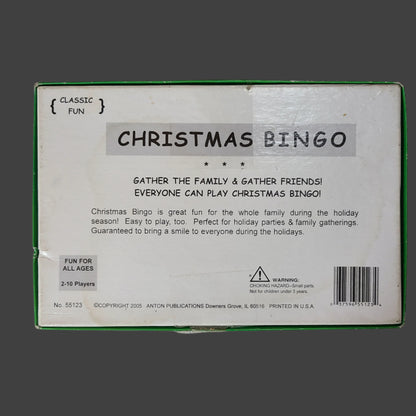 { CLASSIC }
FUN
CHRISTMAS BINGO
* * *
GATHER THE FAMILY & GATHER FRIENDS!
EVERYONE CAN PLAY CHRISTMAS BINGO!
Christmas Bingo is great fun for the whole family during the holiday
season! Easy to play, too. Perfect for holiday parties & family gatherings.
Guaranteed to bring a smile to everyone during the holidays.
FUN FOR
ALL AGES
2-10 Players
WARNING:
CHOKING HAZARD--Small parts.
Not for children under 3 years.
No. 55123 ©COPYRIGHT 2005 ANTON PUBLICATIONS Downers Grove, IL 60516 PRINTED IN U.S.A.